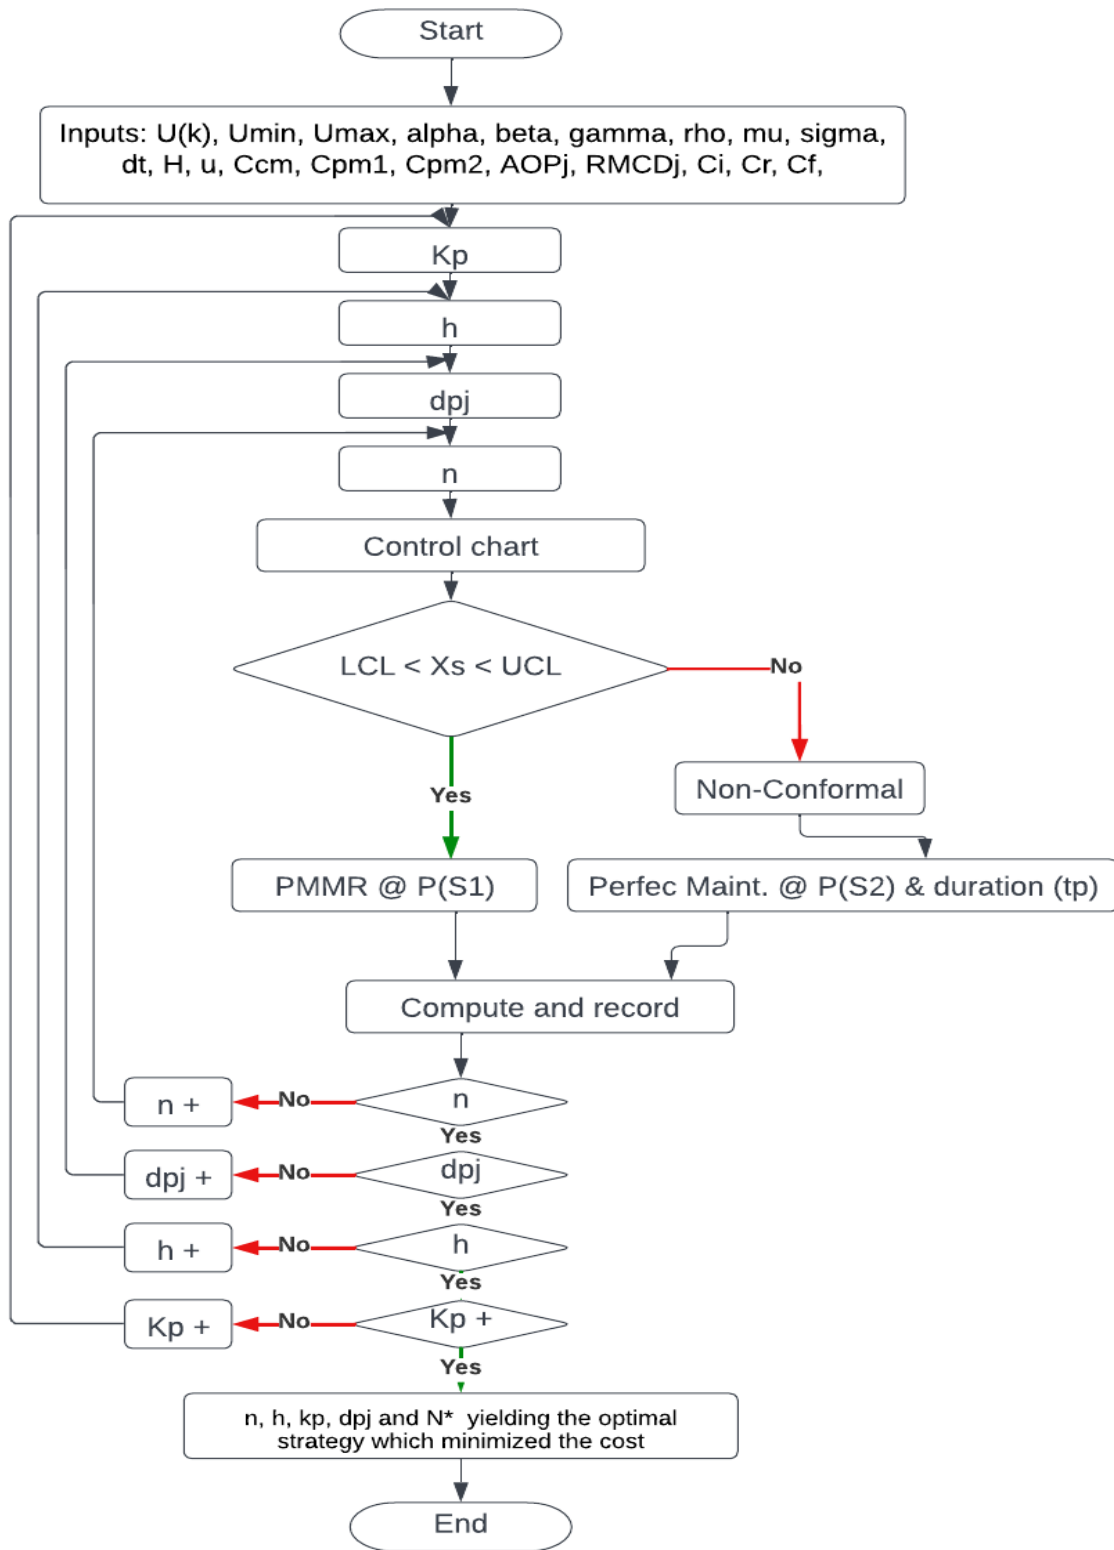 Start
Inputs: U(k), Umin, Umax, alpha, beta, gamma, rho, mu, sigma,
dt, H, u, Ccm, Cpm1, Cpm2, AOPj, RMCDj, Ci, Cr, Cf,
Kp
h
dpj
n
Control chart
LCL < Xs < UCL
No
Non-Conformal
Yes
PMMR @ P(S1)
Perfec Maint. @ P(S2) & duration (tp)
Compute and record
n +
No
n
Yes
dpj +
No
dpj
Yes
h +
No
h
Yes
Kp +
No
Kp +
Yes
n, h, kp, dpj and N* yielding the optimal
strategy which minimized the cost
End